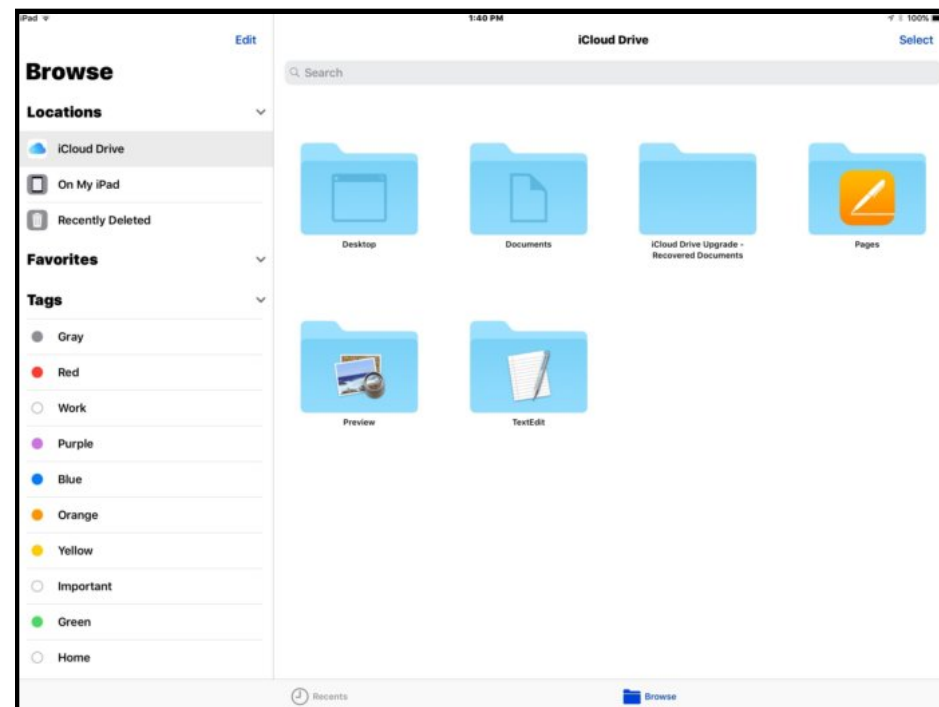 iPad
1:40 PM
100%
Edit
iCloud Drive
Select
Browse
Search
Locations
iCloud Drive
On My iPad
Recently Deleted
Favorites
Tags
Gray
Red
Work
Purple
Blue
Orange
Yellow
Important
Green
Home
Desktop
Documents
iCloud Drive Upgrade -
Recovered Documents
Pages
Preview
TextEdit
Recents
Browse